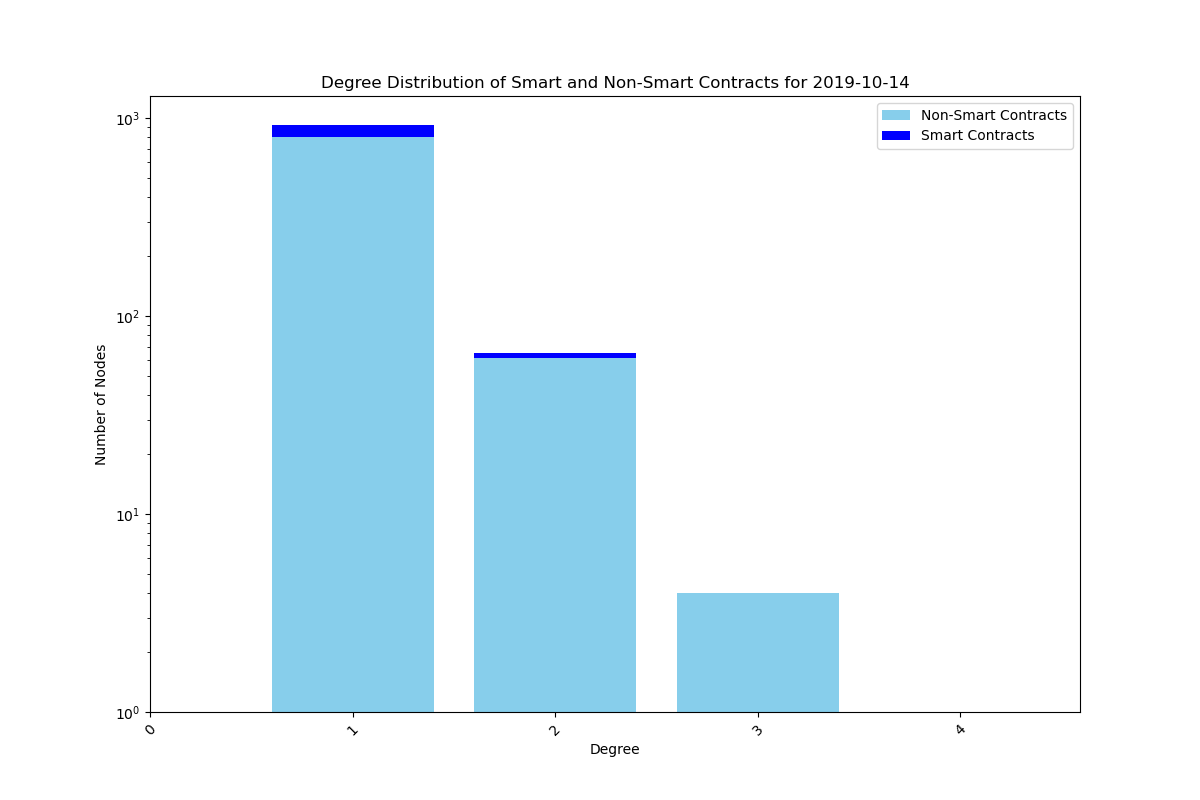 Degree Distribution of Smart and Non-Smart Contracts for 2019-10-14
Non-Smart Contracts
Smart Contracts
Number of Nodes
10³
10²
10¹
10⁰
0
1
2
3
4
Degree